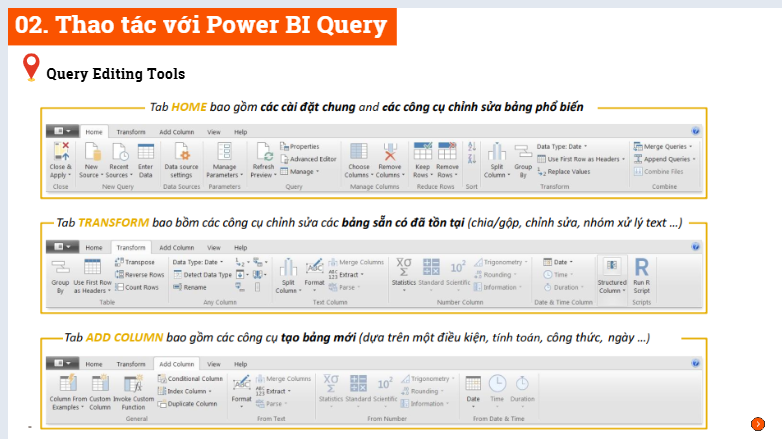 02. Thao tác với Power BI Query
Query Editing Tools
Tab HOME bao gồm các cài đặt chung and các công cụ chỉnh sửa bảng phổ biến
Home Transform Add Column View Help
Close & Apply New Source Recent Sources Enter Data Data source settings Manage Parameters Refresh Preview Properties Advanced Editor Manage Choose Columns Remove Columns Keep Rows Remove Rows Split Column Group By Data Type: Date Use First Row as Headers Replace Values Merge Queries Append Queries Combine Files
Close New Query Data Sources Parameters Query Manage Columns Reduce Rows Sort Transform Combine
Tab TRANSFORM bao bồm các công cụ chỉnh sửa các bảng sẵn có đã tồn tại (chia/gộp, chỉnh sửa, nhóm xử lý text ...)
Home Transform Add Column View Help
Group By Use First Row as Headers Transpose Reverse Rows Count Rows Data Type: Date Detect Data Type Rename Split Column Format Merge Columns Extract Parse Statistics Standard Scientific Trigonometry Rounding Information Date Time Duration Structured Column Run R Script
Table Any Column Text Column Number Column Date & Time Column Scripts
Tab ADD COLUMN bao gồm các công cụ tạo bảng mới (dựa trên một điều kiện, tính toán, công thức, ngày ...)
Home Transform Add Column View Help
Column From Examples Custom Column Invoke Custom Function Conditional Column Index Column Duplicate Column Format Merge Columns Extract Parse Statistics Standard Scientific Trigonometry Rounding Information Date Time Duration
General From Text From Number From Date & Time